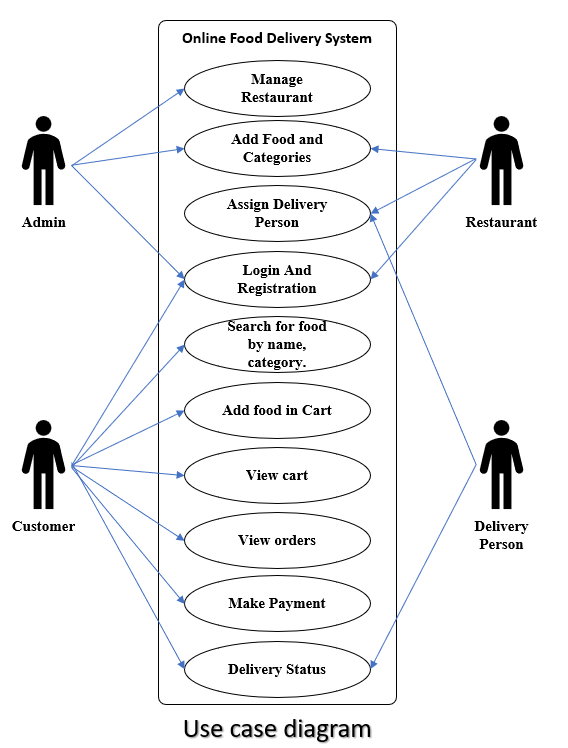 Online Food Delivery System
Manage
Restaurant
Add Food and
Categories
Admin
Restaurant
Assign Delivery
Person
Login And
Registration
Search for food
by name,
category.
Add food in Cart
View cart
Customer
Delivery
Person
View orders
Make Payment
Delivery Status
Use case diagram